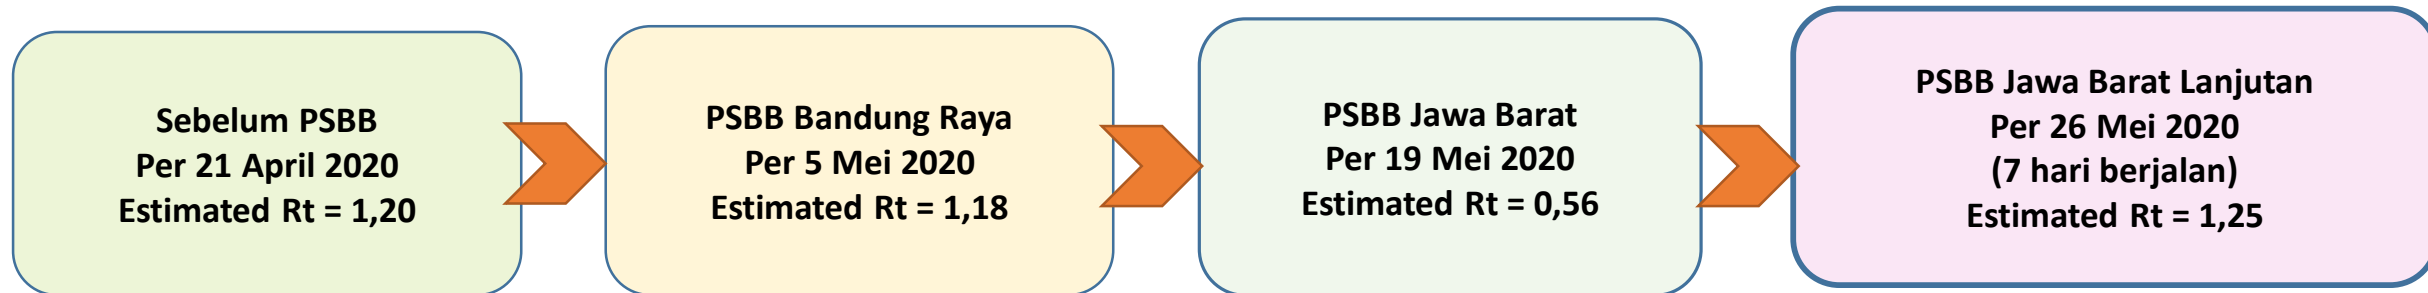 Sebelum PSBB
Per 21 April 2020
Estimated Rt = 1,20
PSBB Bandung Raya
Per 5 Mei 2020
Estimated Rt = 1,18
PSBB Jawa Barat
Per 19 Mei 2020
Estimated Rt = 0,56
PSBB Jawa Barat Lanjutan
Per 26 Mei 2020
(7 hari berjalan)
Estimated Rt = 1,25